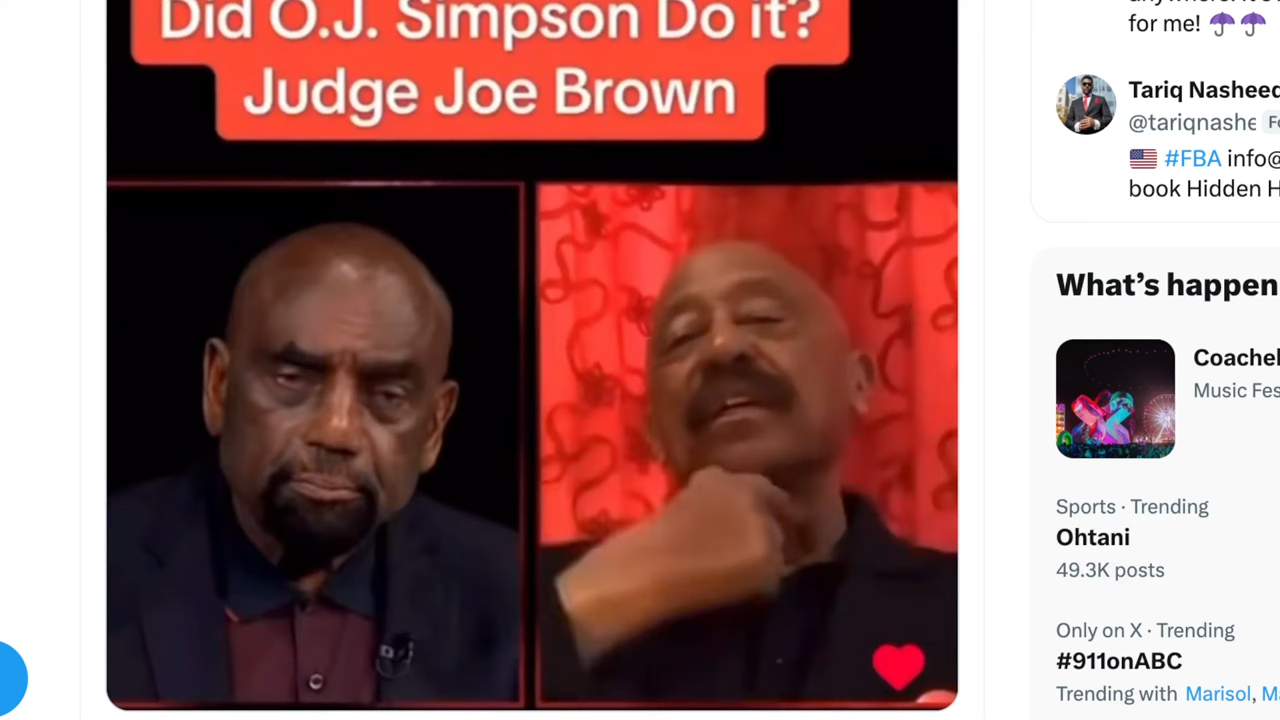 Did O.J. Simpson Do it?
Judge Joe Brown
for me!
Tariq Nasheed
@tariqnashe
#FBA info@
book Hidden H
What's happen
Coachel
Music Fes
Sports · Trending
Ohtani
49.3K posts
Only on X · Trending
#911onABC
Trending with Marisol, Ma